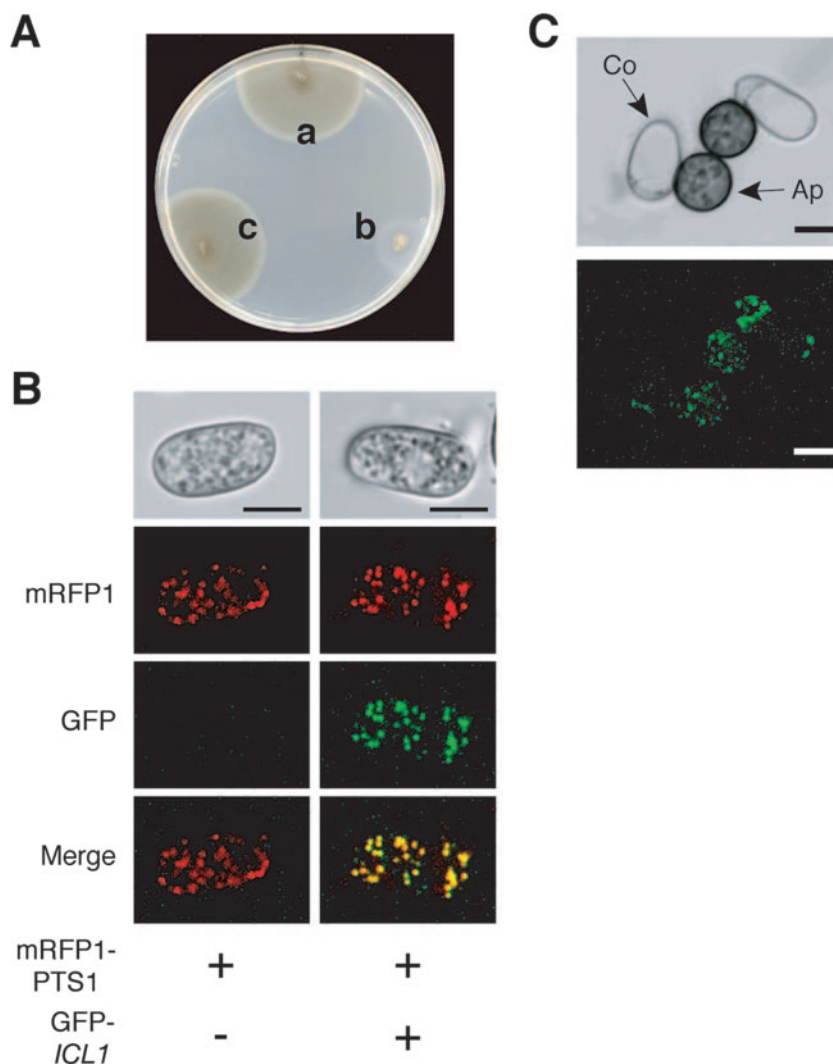 A
a
b
c
B
mRFP1
GFP
Merge
mRFP1-
PTS1
+
+
GFP-
ICL1
-
+
C
Co
Ap